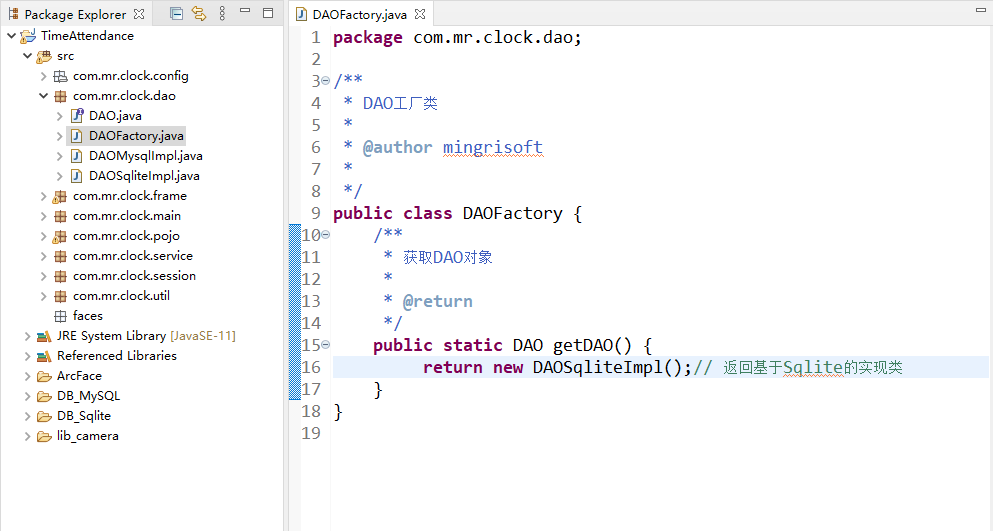 Package Explorer
TimeAttendance
src
com.mr.clock.config
com.mr.clock.dao
DAO.java
DAOFactory.java
DAOMysqlImpl.java
DAOSqliteImpl.java
com.mr.clock.frame
com.mr.clock.main
com.mr.clock.pojo
com.mr.clock.service
com.mr.clock.session
com.mr.clock.util
faces
JRE System Library [JavaSE-11]
Referenced Libraries
ArcFace
DB_MySQL
DB_Sqlite
lib_camera
DAOFactory.java
1 package com.mr.clock.dao;
2
3 /**
4 * DAO工厂类
5 *
6 * @author mingrisoft
7 *
8 */
9 public class DAOFactory {
10 /**
11 * 获取DAO对象
12 *
13 * @return
14 */
15 public static DAO getDAO() {
16 return new DAOSqliteImpl();// 返回基于Sqlite的实现类
17 }
18 }
19